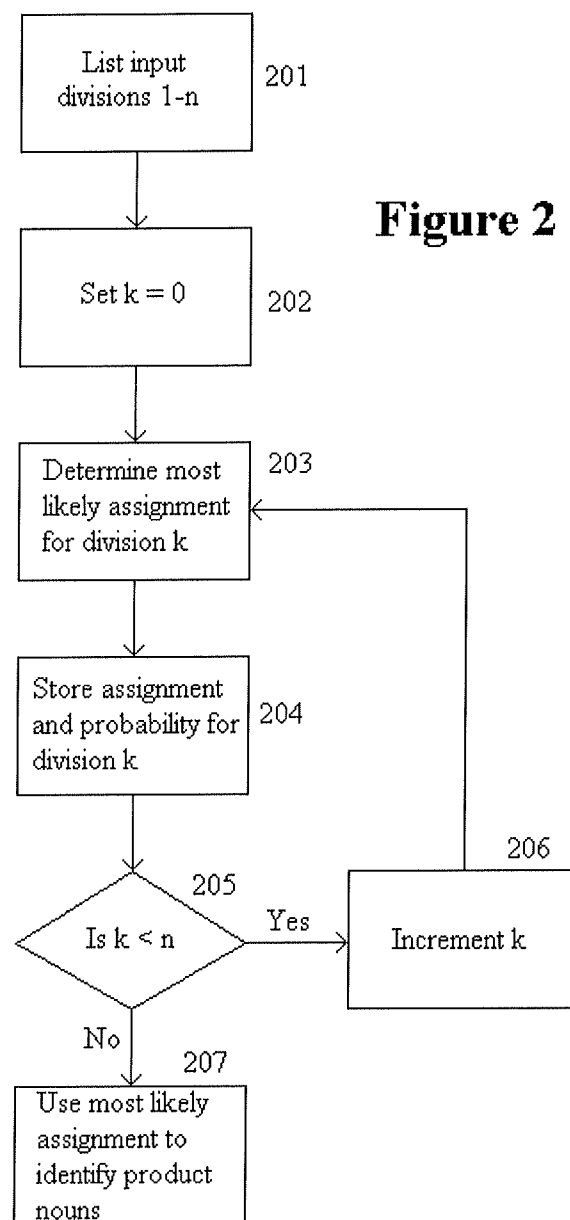 List input
divisions 1-n
201
Figure 2
Set k = 0
202
203
Determine most
likely assignment
for division k
Store assignment
and probability for
division k
204
205
206
Is k < n
Yes
Increment k
No
207
Use most likely
assignment to
identify product
nouns